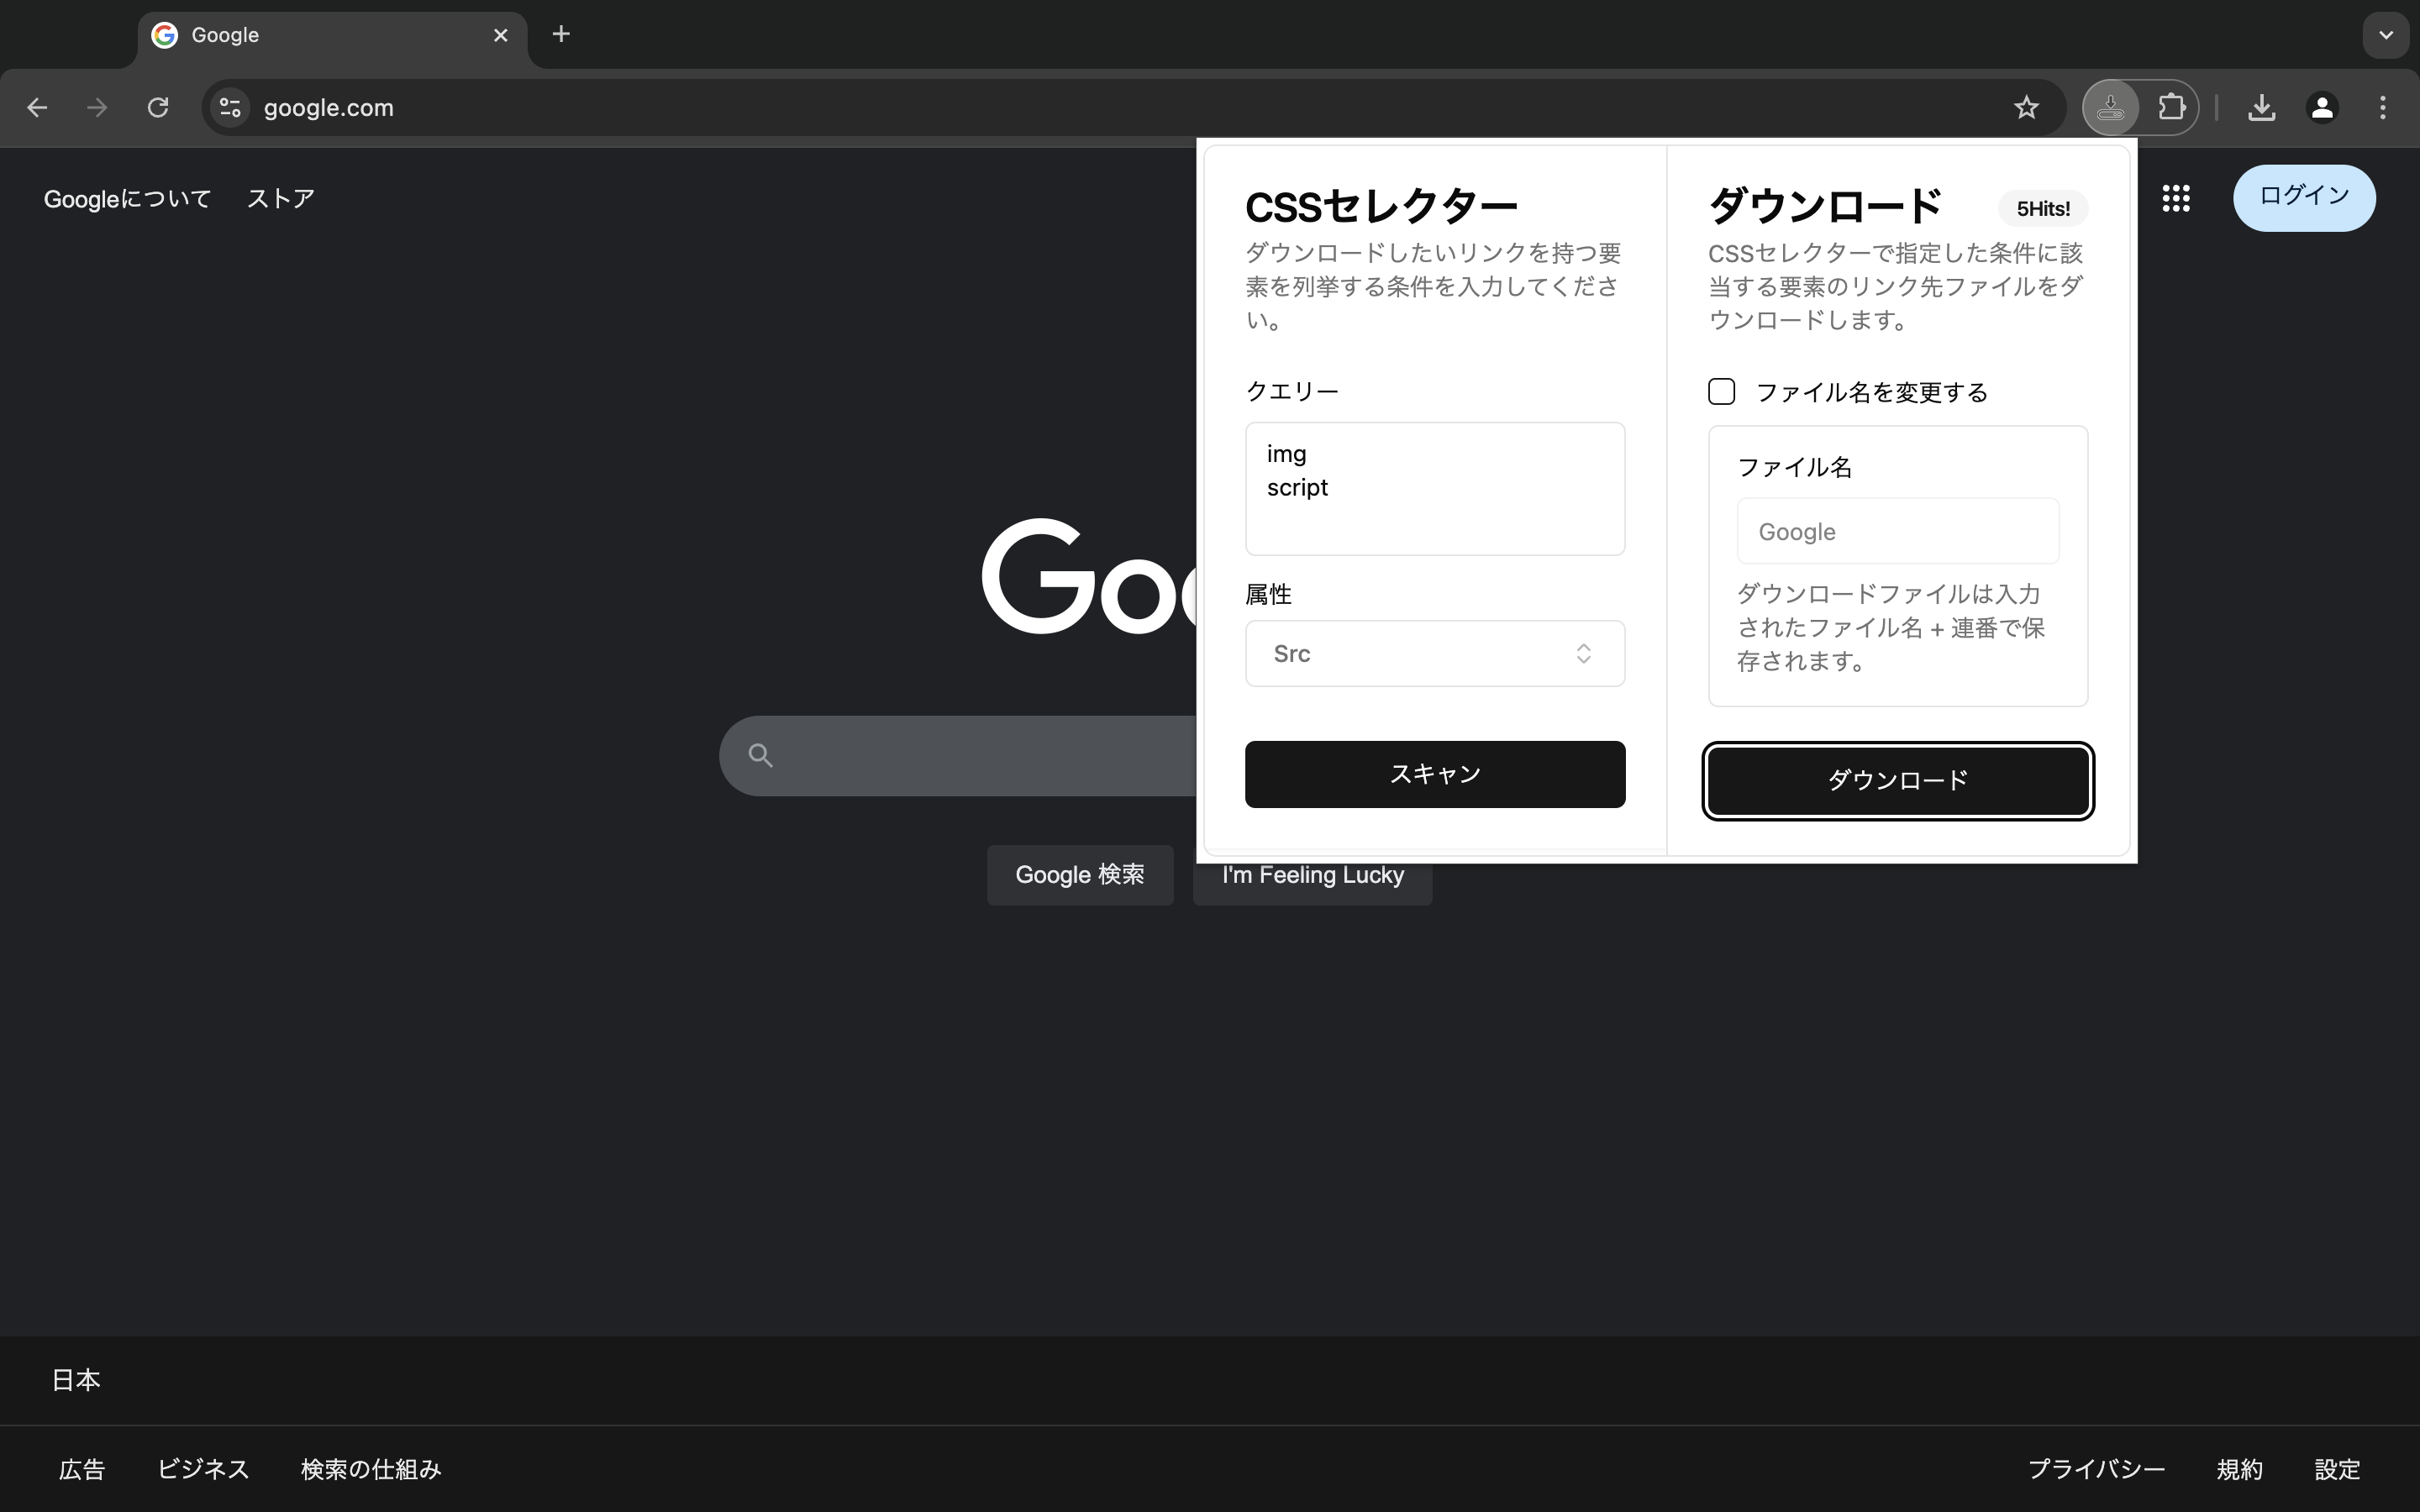 Google
google.com
Googleについて
ストア
ログイン
CSSセレクター
ダウンロードしたいリンクを持つ要
素を列挙する条件を入力してくださ
い。
クエリー
img
script
属性
Src
スキャン
ダウンロード
5Hits!
CSSセレクターで指定した条件に該
当する要素のリンク先ファイルをダ
ウンロードします。
ファイル名を変更する
ファイル名
Google
ダウンロードファイルは入力
されたファイル名 + 連番で保
存されます。
ダウンロード
Google 検索
I'm Feeling Lucky
日本
広告
ビジネス
検索の仕組み
プライバシー
規約
設定